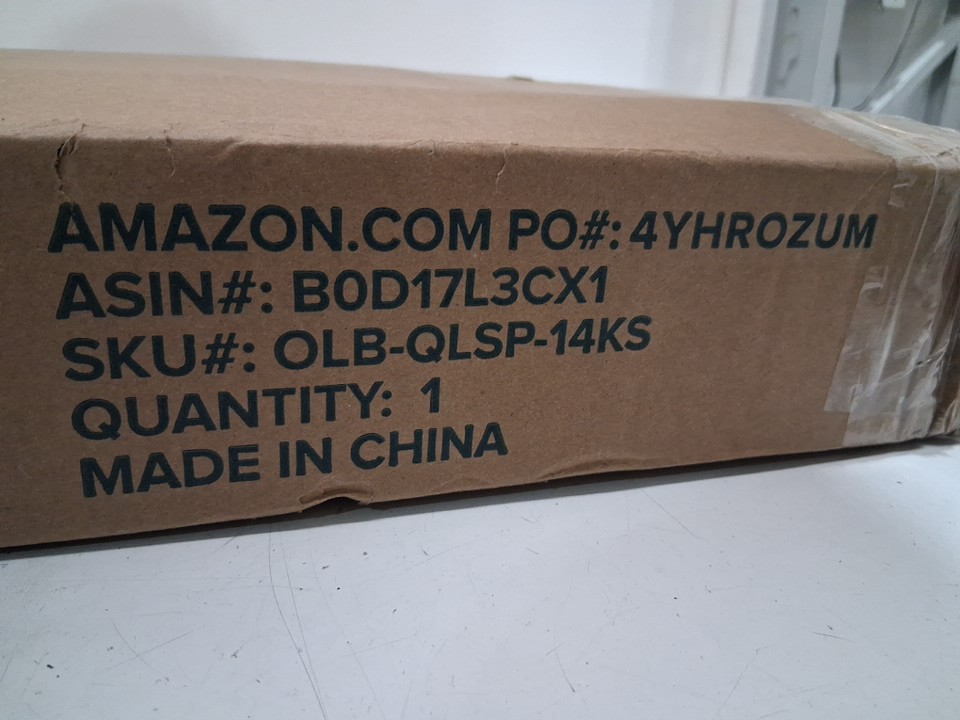 AMAZON.COM PO#: 4YHROZUM
ASIN#: B0D17L3CX1
SKU#: OLB-QLSP-14KS
QUANTITY: 1
MADE IN CHINA